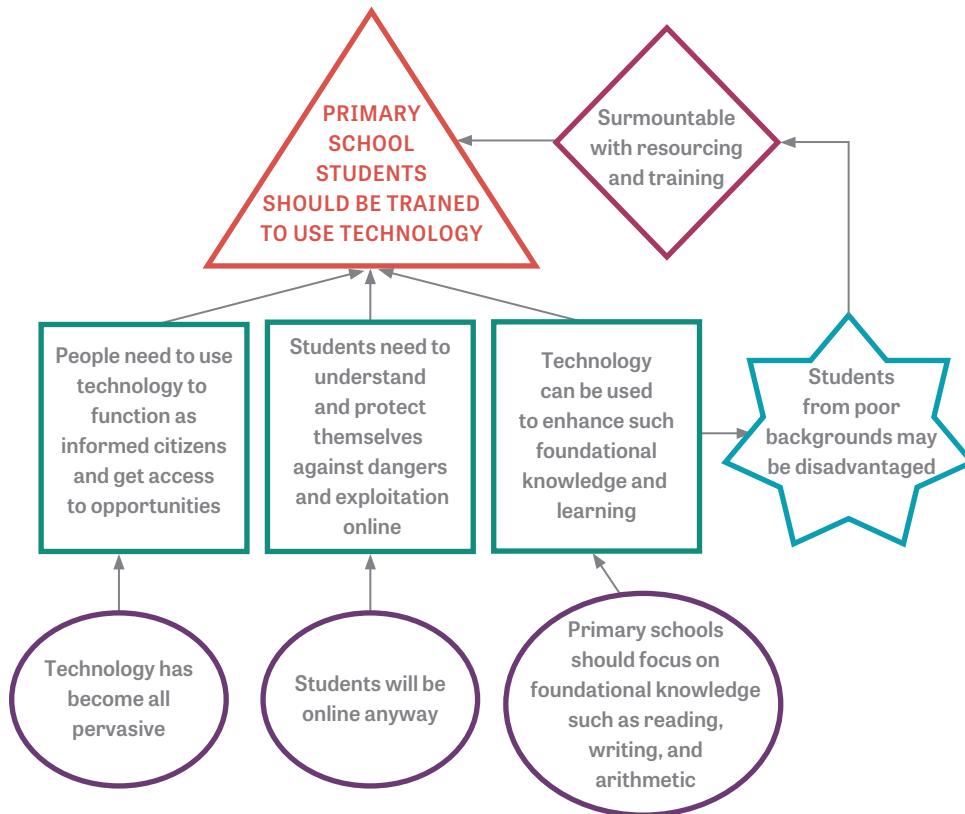 PRIMARY
SCHOOL
STUDENTS
SHOULD BE TRAINED
TO USE TECHNOLOGY
Surmountable
with resourcing
and training
People need to use
technology to
function as
informed citizens
and get access
to opportunities
Students need to
understand
and protect
themselves
against dangers
and exploitation
online
Technology
can be used
to enhance such
foundational
knowledge and
learning
Students
from poor
backgrounds may
be disadvantaged
Technology has
become all
pervasive
Students will be
online anyway
Primary schools
should focus on
foundational knowledge
such as reading,
writing, and
arithmetic